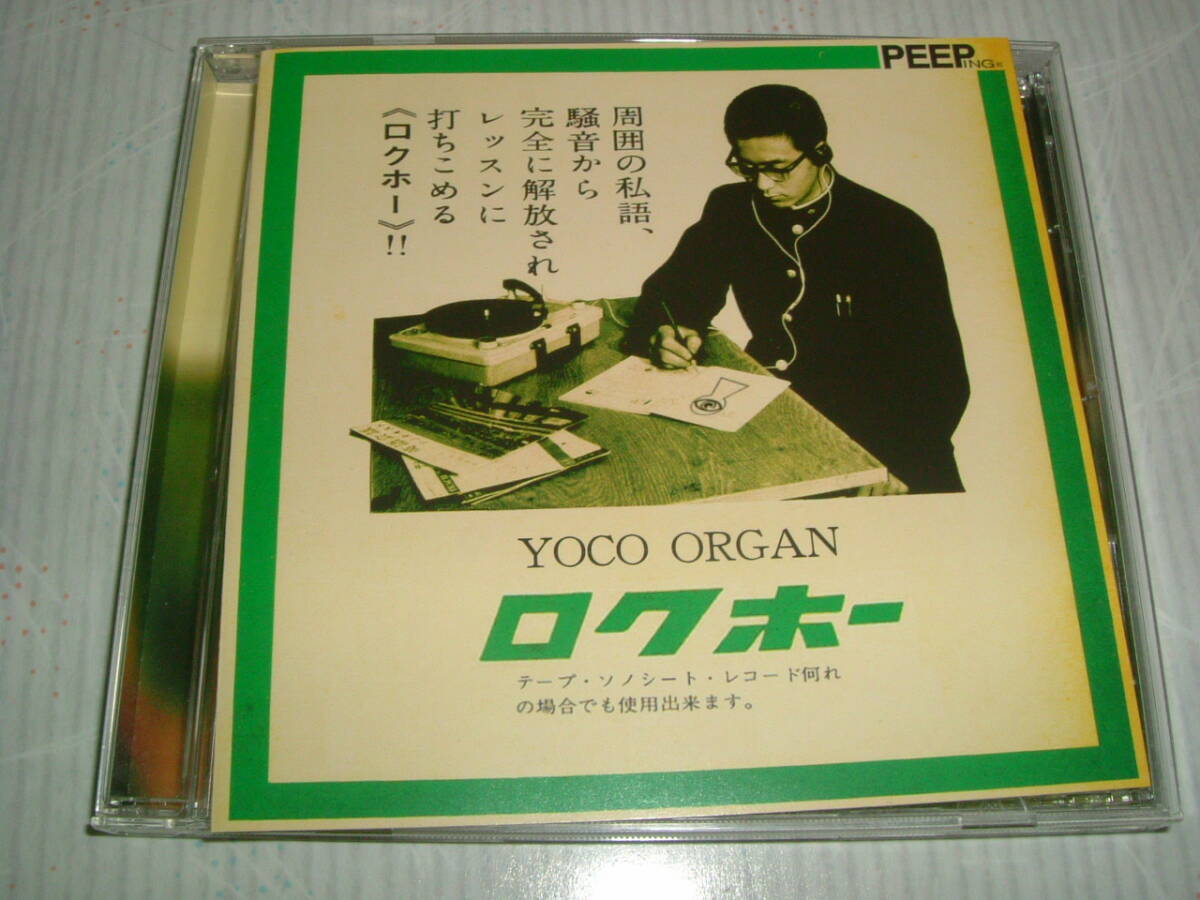 PEEPING®
周囲の私語、
騒音から
完全に解放され
レッスンに
打ちこめる
《ロクホー》!!
YOCO ORGAN
ロクホー
テープ・ソノシート・レコード何れ
の場合でも使用出来ます。